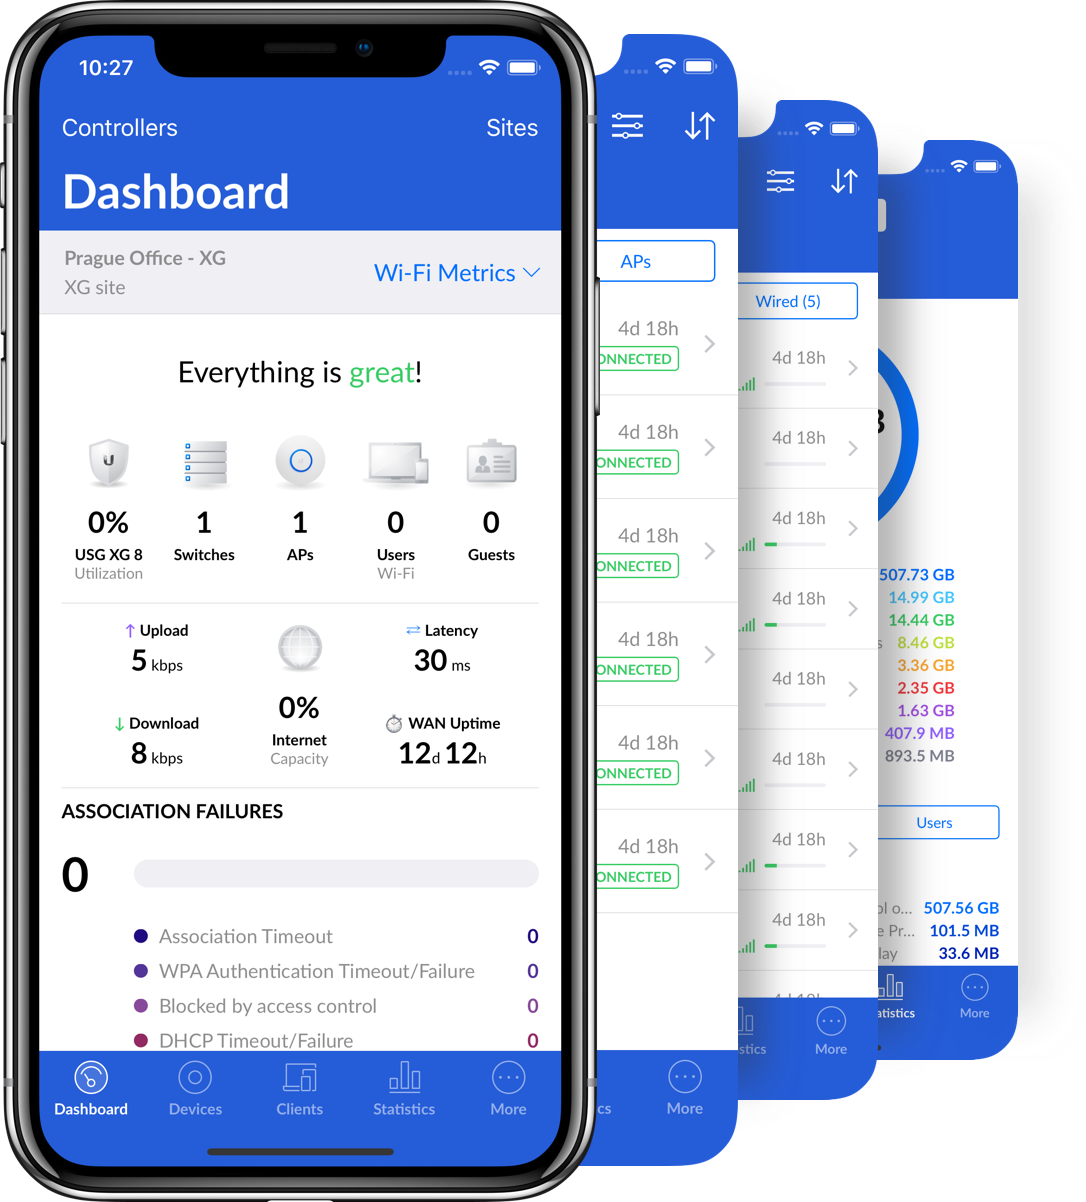 10:27
Controllers
Sites
Dashboard
Prague Office - XG
XG site
Wi-Fi Metrics
Everything is great!
U
0%
1
1
0
0
USG XG 8
Switches
APs
Users
Guests
Utilization
Wi-Fi
Upload
Latency
5 kbps
30 ms
0%
Download
Internet
WAN Uptime
8 kbps
Capacity
12d 12h
ASSOCIATION FAILURES
0
Association Timeout 0
WPA Authentication Timeout/Failure 0
Blocked by access control 0
DHCP Timeout/Failure 0
Dashboard
Devices
Clients
Statistics
More
APs
4d 18h
ONNECTED
4d 18h
ONNECTED
4d 18h
ONNECTED
4d 18h
ONNECTED
4d 18h
ONNECTED
4d 18h
ONNECTED
cs
More
Wired (5)
4d 18h
4d 18h
4d 18h
4d 18h
4d 18h
4d 18h
4d 18h
4d 18h
stics
More
507.73 GB
14.99 GB
14.44 GB
s 8.46 GB
3.36 GB
2.35 GB
1.63 GB
407.9 MB
893.5 MB
Users
ol o... 507.56 GB
e Pr... 101.5 MB
lay 33.6 MB
atistics
More